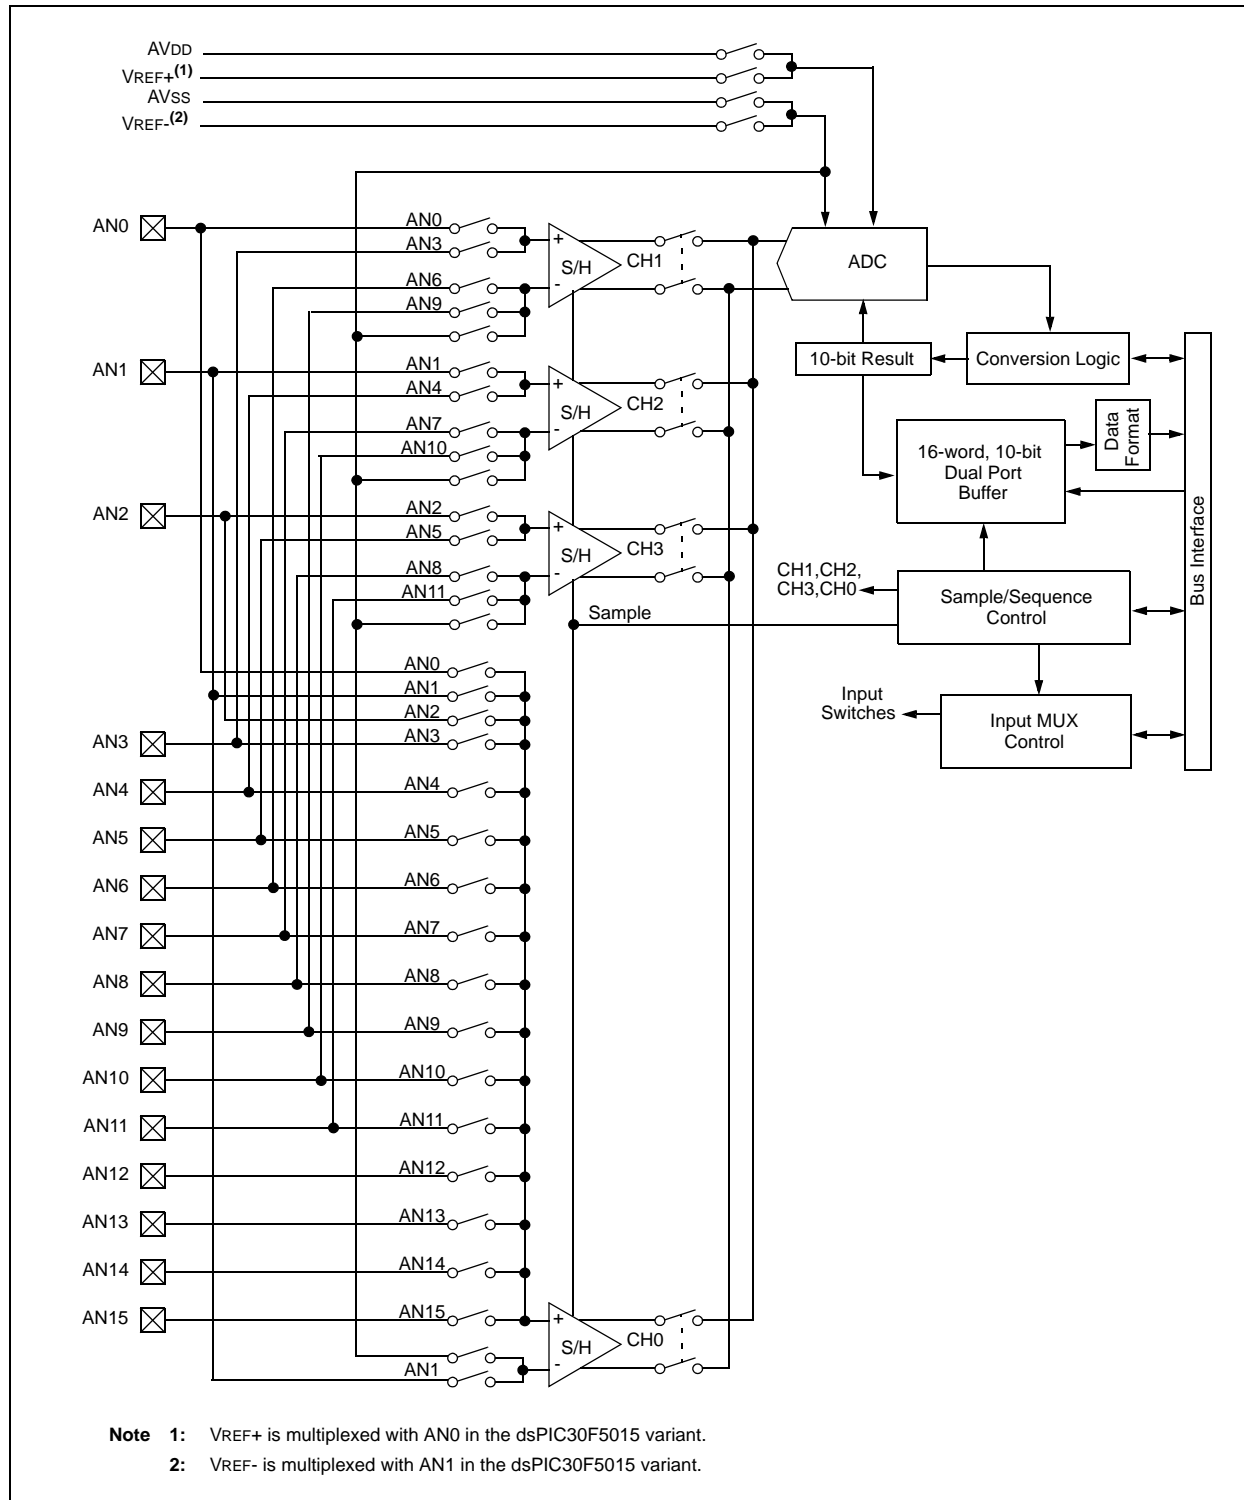 AVDD
VREF+(1)
AVSS
VREF-(2)
AN0
AN0
AN3
AN6
AN9
+
S/H
-
CH1
ADC
10-bit Result
Conversion Logic
AN1
AN1
AN4
AN7
AN10
+
S/H
-
CH2
16-word, 10-bit
Dual Port
Buffer
Data
Format
Bus Interface
AN2
AN2
AN5
AN8
AN11
+
S/H
-
CH3
CH1,CH2,
CH3,CH0
Sample/Sequence
Control
Sample
Input
Switches
Input MUX
Control
AN0
AN1
AN2
AN3
AN3
AN4
AN4
AN5
AN5
AN6
AN6
AN7
AN7
AN8
AN8
AN9
AN9
AN10
AN10
AN11
AN11
AN12
AN12
AN13
AN13
AN14
AN14
AN15
AN15
+
S/H
-
CH0
AN1
Note 1: VREF+ is multiplexed with AN0 in the dsPIC30F5015 variant.
2: VREF- is multiplexed with AN1 in the dsPIC30F5015 variant.